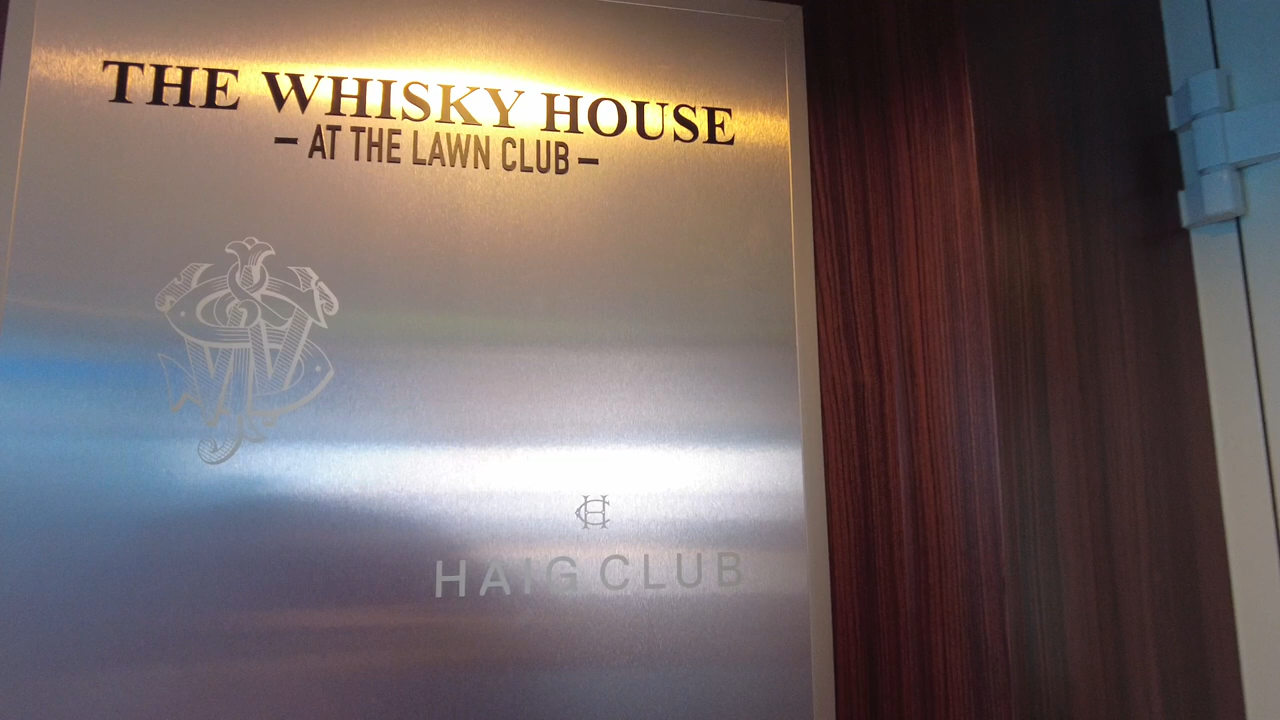 THE WHISKY HOUSE
– AT THE LAWN CLUB –
HAIG CLUB